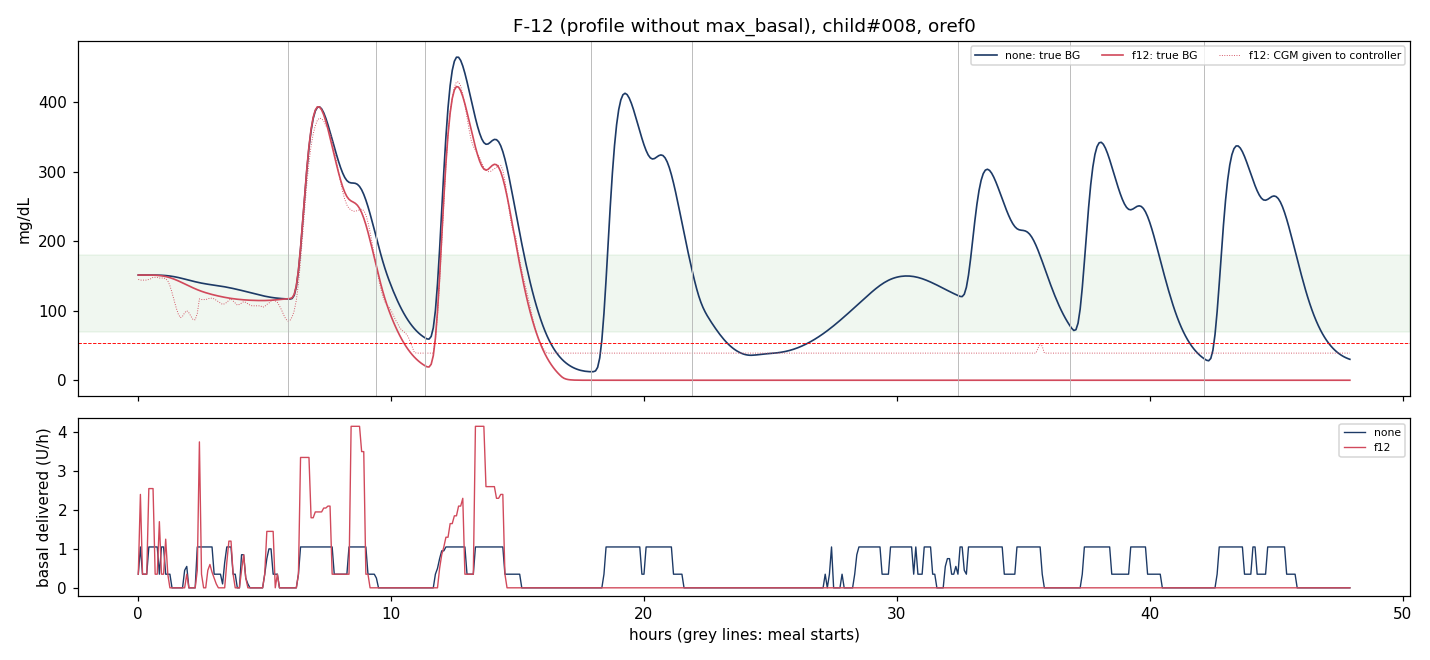 F-12 (profile without max_basal), child#008, oref0
none: true BG
f12: true BG
f12: CGM given to controller
mg/dL
400
300
200
100
0
none
f12
basal delivered (U/h)
4
3
2
1
0
0
10
20
30
40
50
hours (grey lines: meal starts)